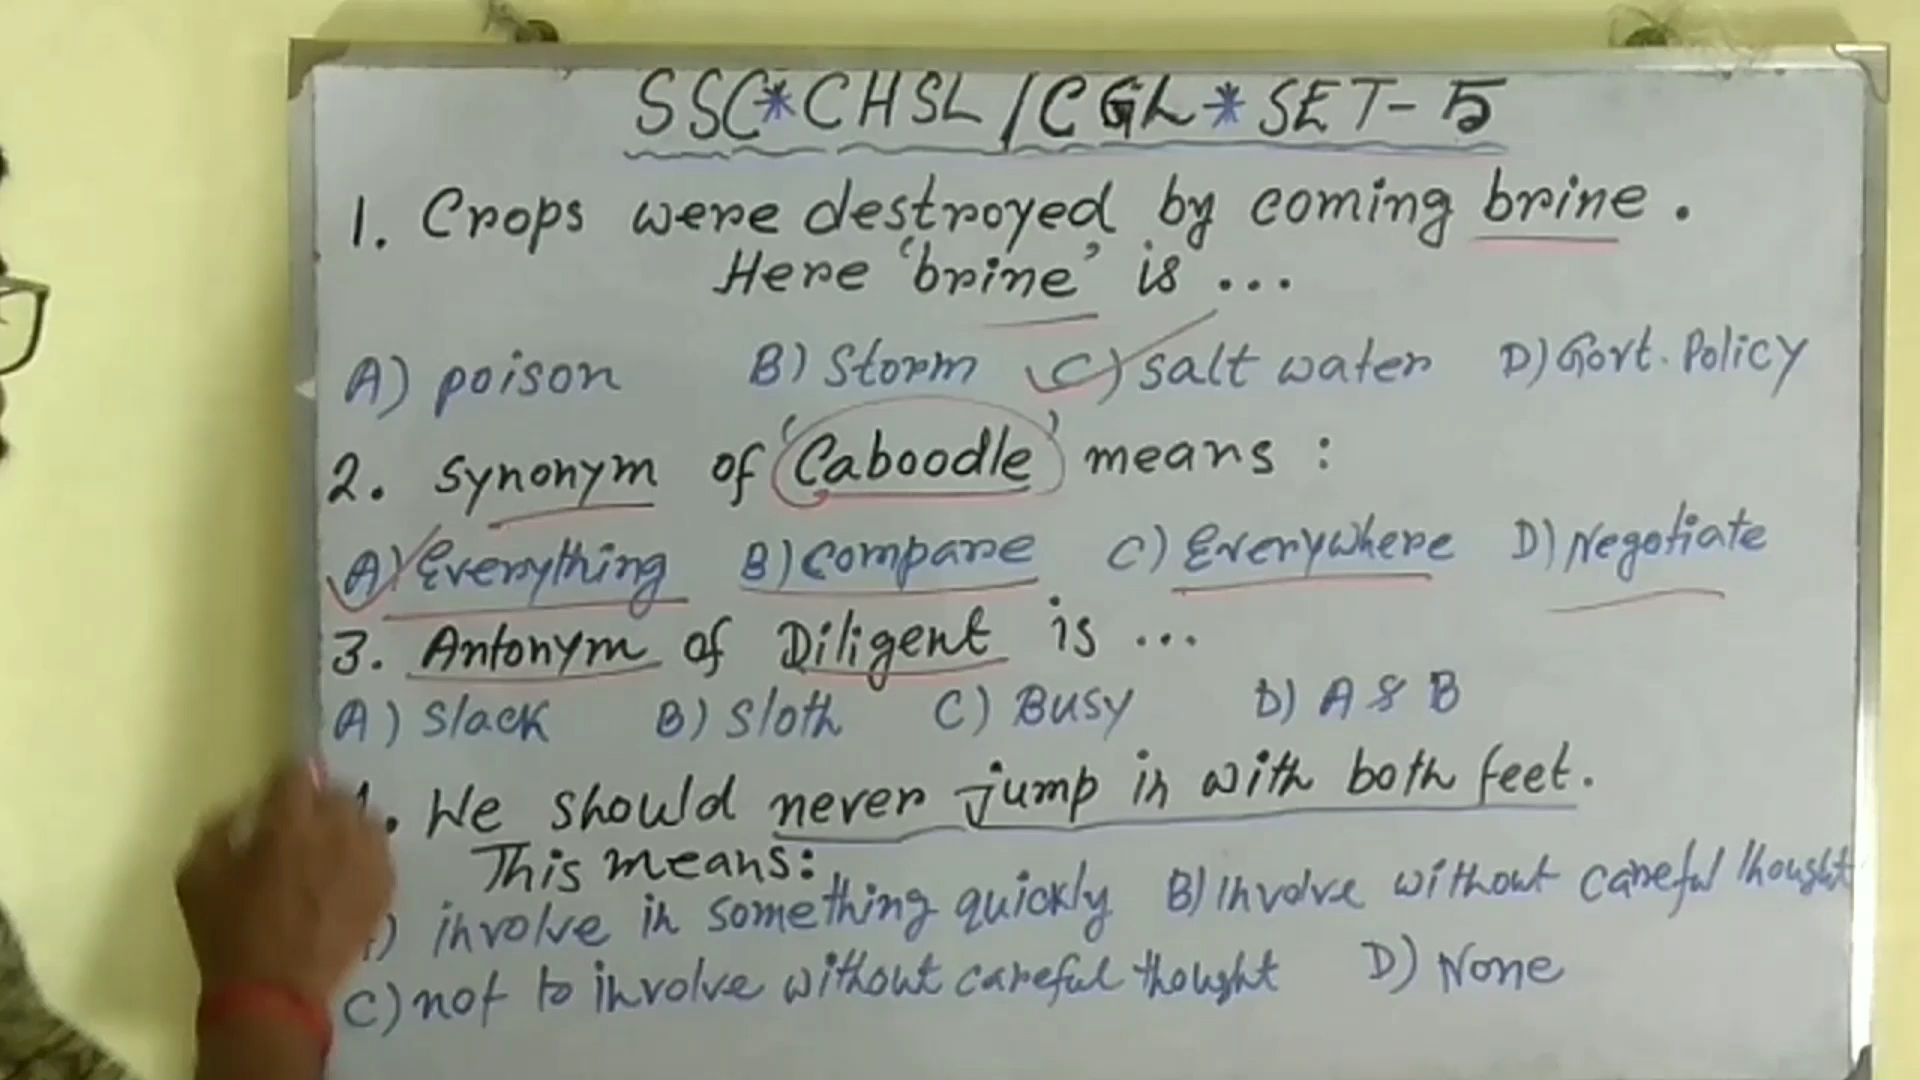 SSC*CHSL/CGL*SET-5
1. Crops were destroyed by coming brine.
Here 'brine' is ...
A) poison B) Storm C) salt water D) Govt. Policy
2. Synonym of 'Caboodle' means :
A) Everything B) Compare C) Everywhere D) Negotiate
3. Antonym of Diligent is ...
A) Slack B) Sloth C) Busy D) A & B
We should never jump in with both feet.
This means:
involve in something quickly B) involve without careful thought
C) not to involve without careful thought D) None